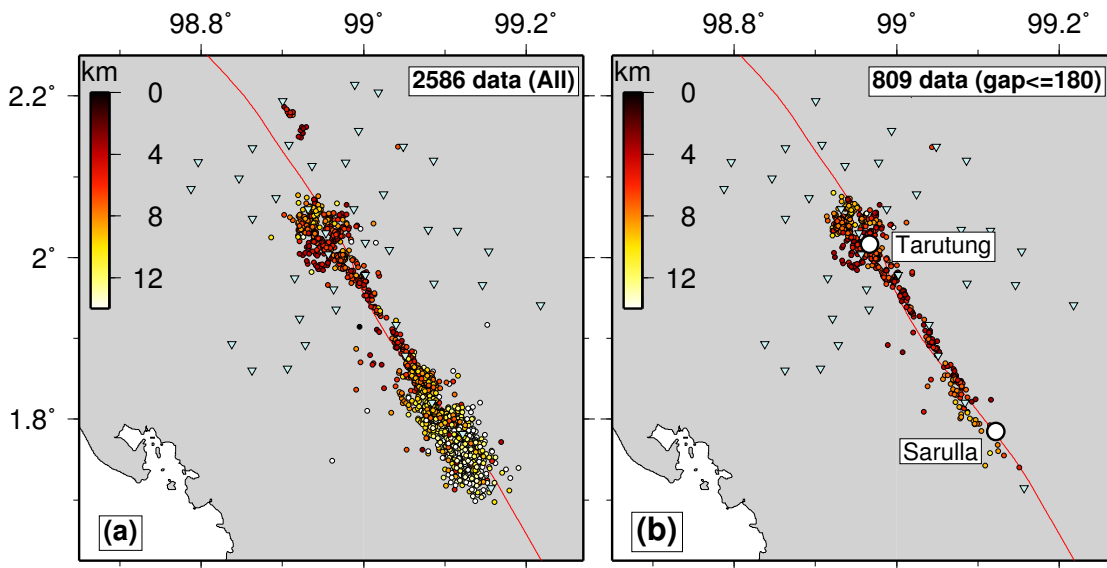 98.8° 99° 99.2° 98.8° 99° 99.2°
km 2586 data (All) km 809 data (gap<=180)
2.2° 0 0
4 4
8 8
2° Tarutung
12 12
1.8°
Sarulla
(a) (b)